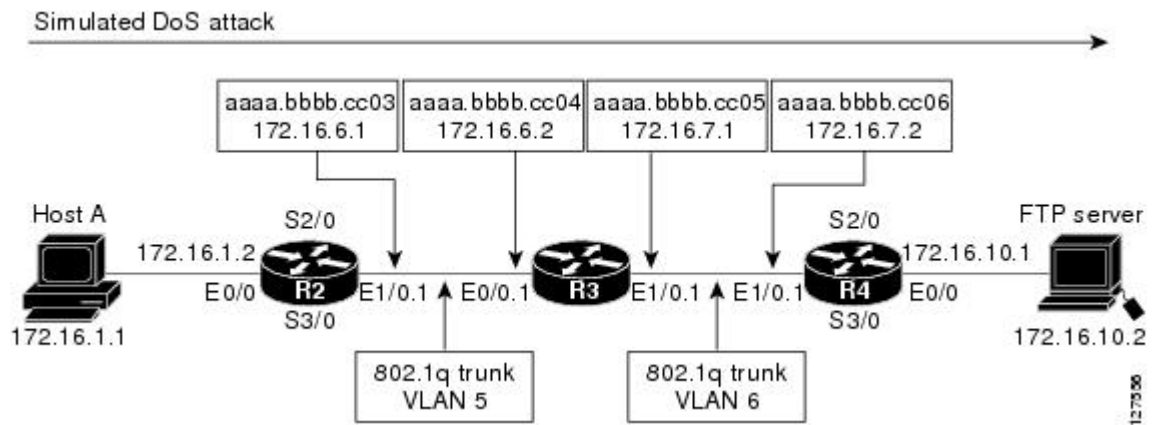 Simulated DoS attack
aaaa.bbbb.cc03
172.16.6.1
aaaa.bbbb.cc04
172.16.6.2
aaaa.bbbb.cc05
172.16.7.1
aaaa.bbbb.cc06
172.16.7.2
Host A
172.16.1.1
172.16.1.2
E0/0
S2/0
R2
S3/0
E1/0.1
E0/0.1
R3
E1/0.1
E1/0.1
S2/0
R4
S3/0
172.16.10.1
E0/0
FTP server
172.16.10.2
802.1q trunk
VLAN 5
802.1q trunk
VLAN 6
127556